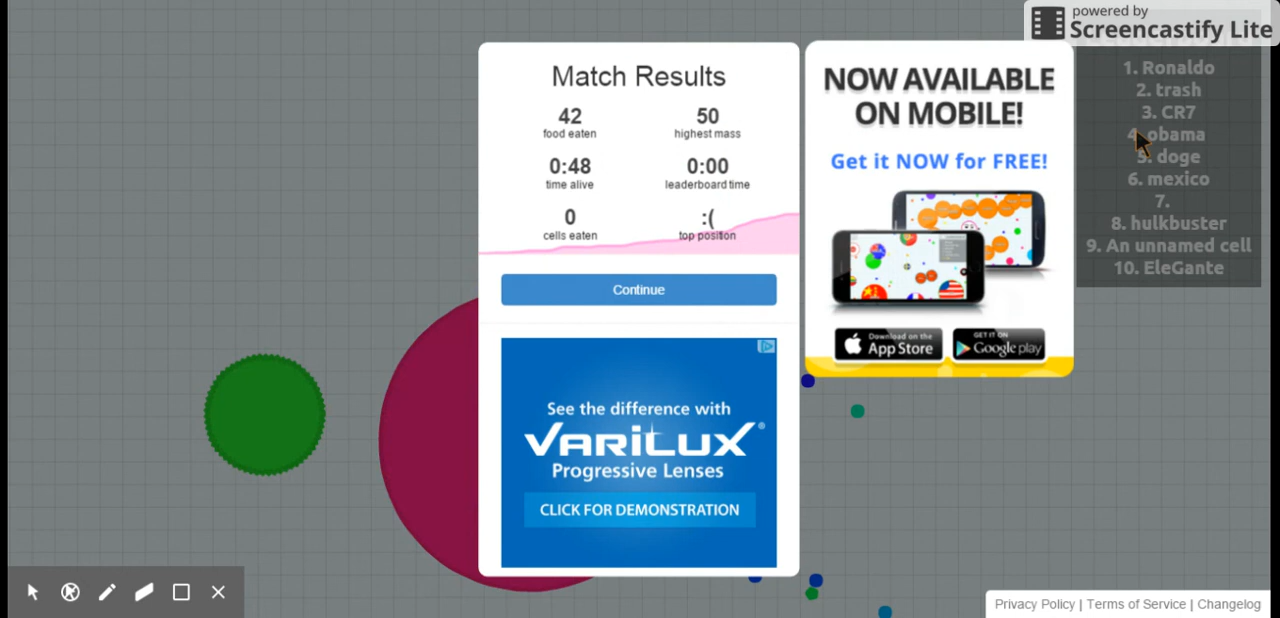 powered by
Screencastify Lite
Match Results
42
food eaten
50
highest mass
0:48
time alive
0:00
leaderboard time
0
cells eaten
:(
top position
Continue
See the difference with
VARILUX®
Progressive Lenses
CLICK FOR DEMONSTRATION
NOW AVAILABLE
ON MOBILE!
Get it NOW for FREE!
Download on the
App Store
GET IT ON
Google play
1. Ronaldo
2. trash
3. CR7
4. obama
5. doge
6. mexico
7.
8. hulkbuster
9. An unnamed cell
10. EleGante
Privacy Policy | Terms of Service | Changelog